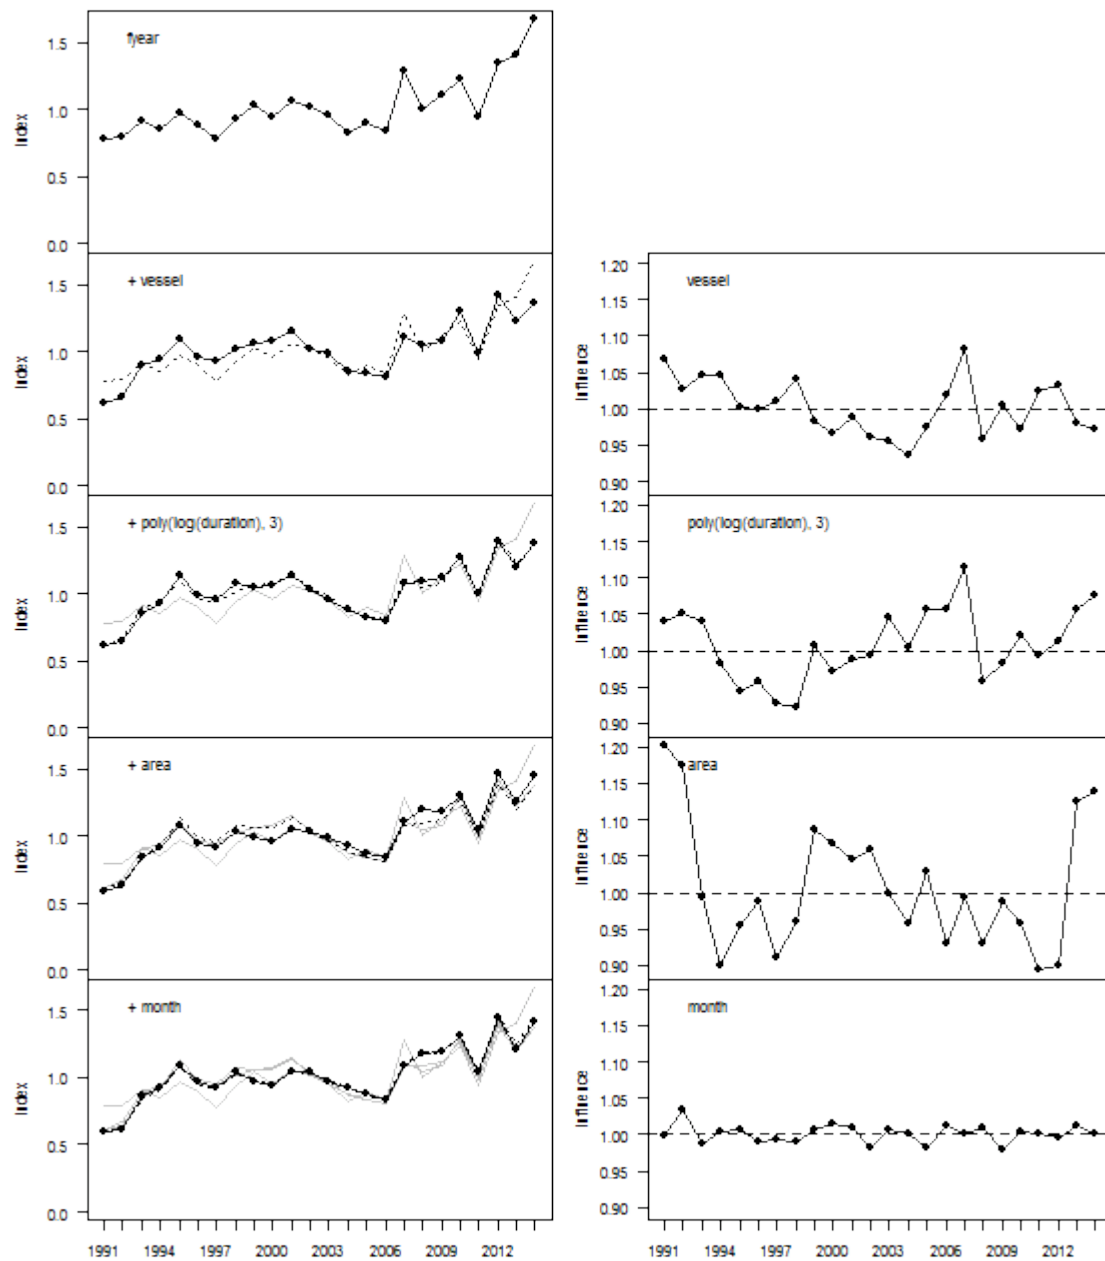 fyear
1.5
1.0
0.5
0.0
Index
+ vessel
1.5
1.0
0.5
0.0
Index
vessel
1.20
1.15
1.10
1.05
1.00
0.95
0.90
Influence
+ poly(log(duration), 3)
1.5
1.0
0.5
0.0
Index
poly(log(duration), 3)
1.20
1.15
1.10
1.05
1.00
0.95
0.90
Influence
+ area
1.5
1.0
0.5
0.0
Index
area
1.20
1.15
1.10
1.05
1.00
0.95
0.90
Influence
+ month
1.5
1.0
0.5
0.0
Index
month
1.20
1.15
1.10
1.05
1.00
0.95
0.90
Influence
1991 1994 1997 2000 2003 2006 2009 2012
1991 1994 1997 2000 2003 2006 2009 2012